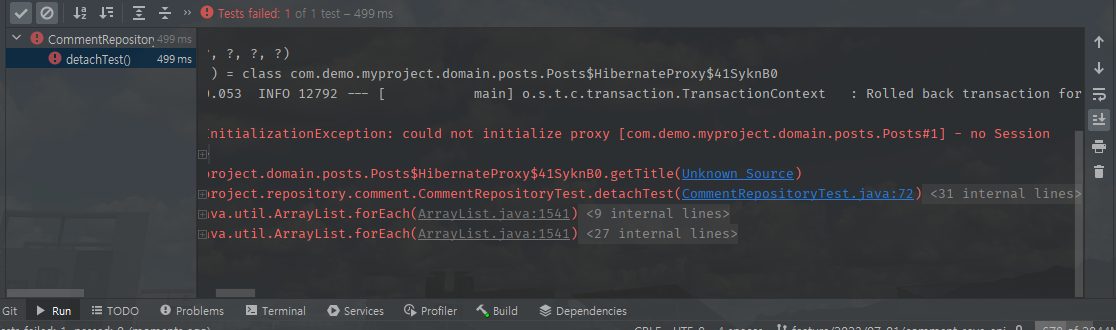 Tests failed: 1 of 1 test – 499 ms
CommentRepository 499 ms
detachTest() 499 ms
, ?, ?, ?)
) = class com.demo.myproject.domain.posts.Posts$HibernateProxy$41SyknB0
.053  INFO 12792 --- [           main] o.s.t.c.transaction.TransactionContext   : Rolled back transaction for
InitializationException: could not initialize proxy [com.demo.myproject.domain.posts.Posts#1] - no Session
roject.domain.posts.Posts$HibernateProxy$41SyknB0.getTitle(Unknown Source)
roject.repository.comment.CommentRepositoryTest.detachTest(CommentRepositoryTest.java:72) <31 internal lines>
va.util.ArrayList.forEach(ArrayList.java:1541) <9 internal lines>
va.util.ArrayList.forEach(ArrayList.java:1541) <27 internal lines>
Git Run TODO Problems Terminal Services Profiler Build Dependencies